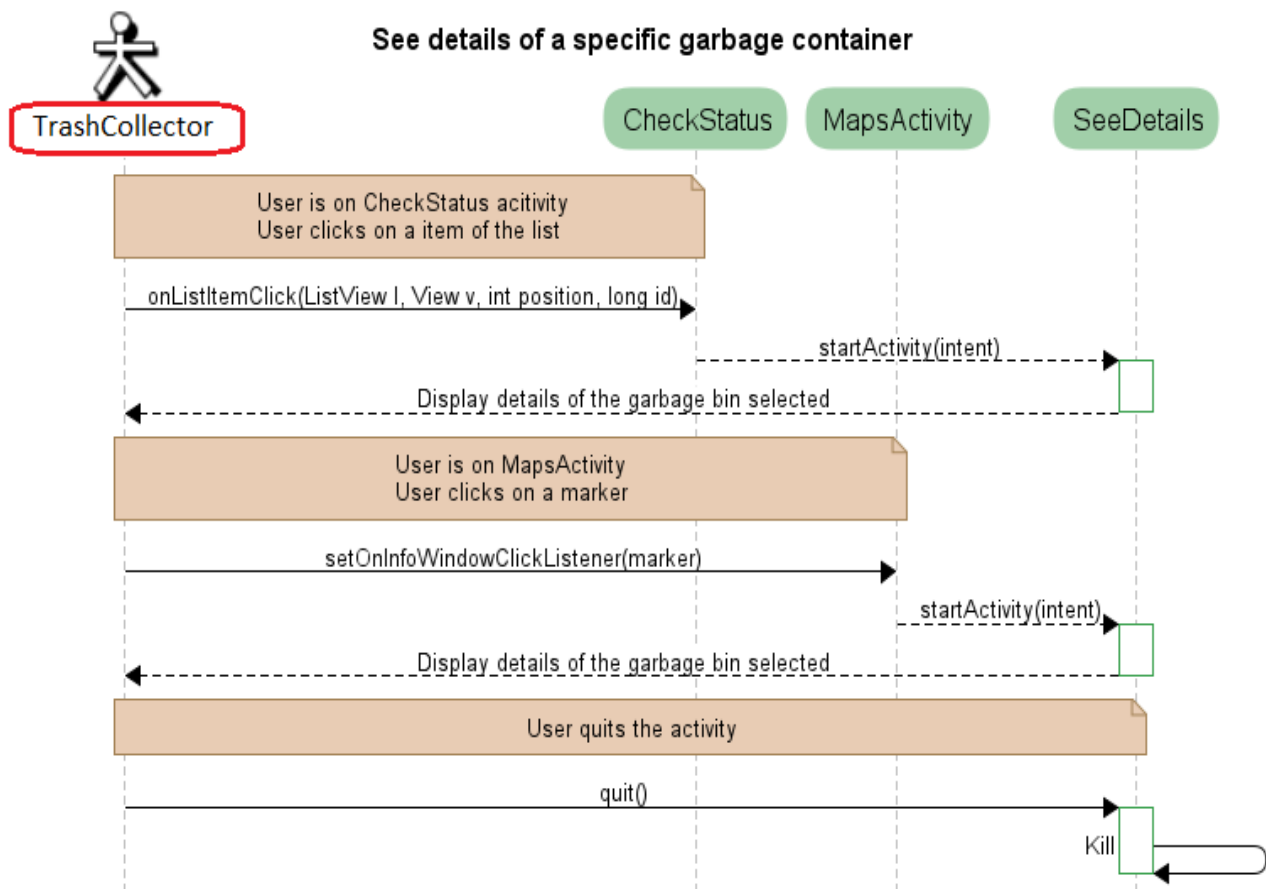 See details of a specific garbage container
TrashCollector
CheckStatus
MapsActivity
SeeDetails
User is on CheckStatus acitivity
User clicks on a item of the list
onListItemClick(ListView l, View v, int position, long id)
startActivity(intent)
Display details of the garbage bin selected
User is on MapsActivity
User clicks on a marker
setOnInfoWindowClickListener(marker)
startActivity(intent)
Display details of the garbage bin selected
User quits the activity
quit()
Kill